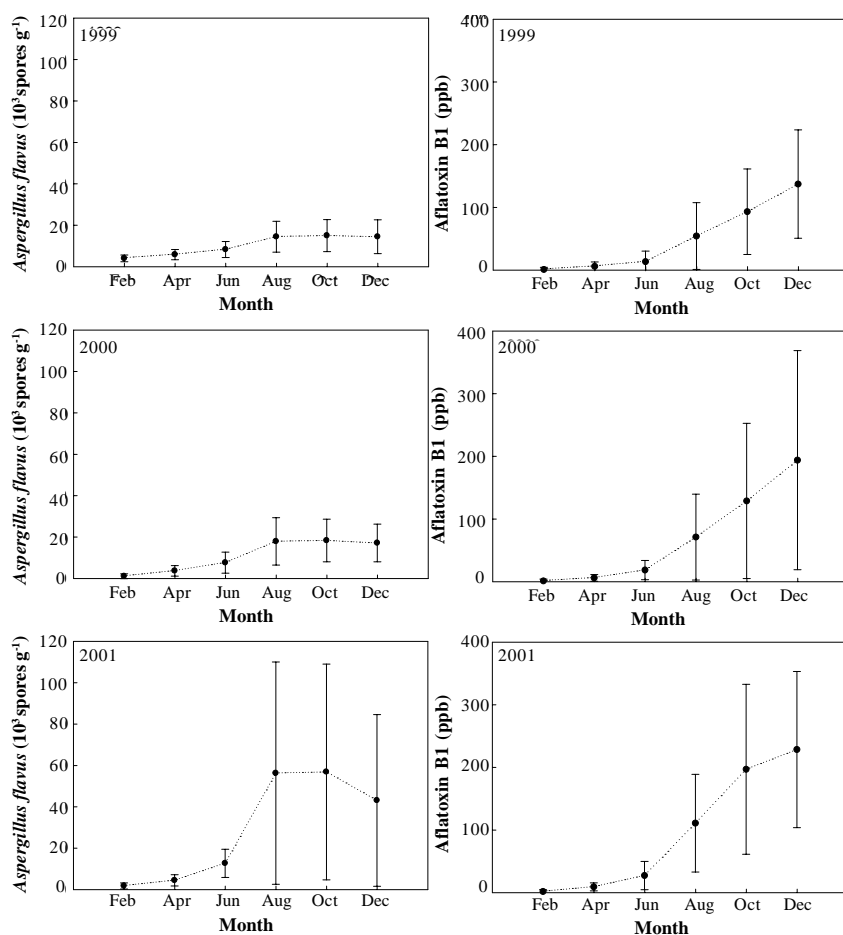 Aspergillus flavus (10³ spores g⁻¹)
120
100
80
60
40
20
0
1999
Feb Apr Jun Aug Oct Dec
Month
Aflatoxin B1 (ppb)
400
300
200
100
0
1999
Feb Apr Jun Aug Oct Dec
Month
Aspergillus flavus (10³ spores g⁻¹)
120
100
80
60
40
20
0
2000
Feb Apr Jun Aug Oct Dec
Month
Aflatoxin B1 (ppb)
400
300
200
100
0
2000
Feb Apr Jun Aug Oct Dec
Month
Aspergillus flavus (10³ spores g⁻¹)
120
100
80
60
40
20
0
2001
Feb Apr Jun Aug Oct Dec
Month
Aflatoxin B1 (ppb)
400
300
200
100
0
2001
Feb Apr Jun Aug Oct Dec
Month